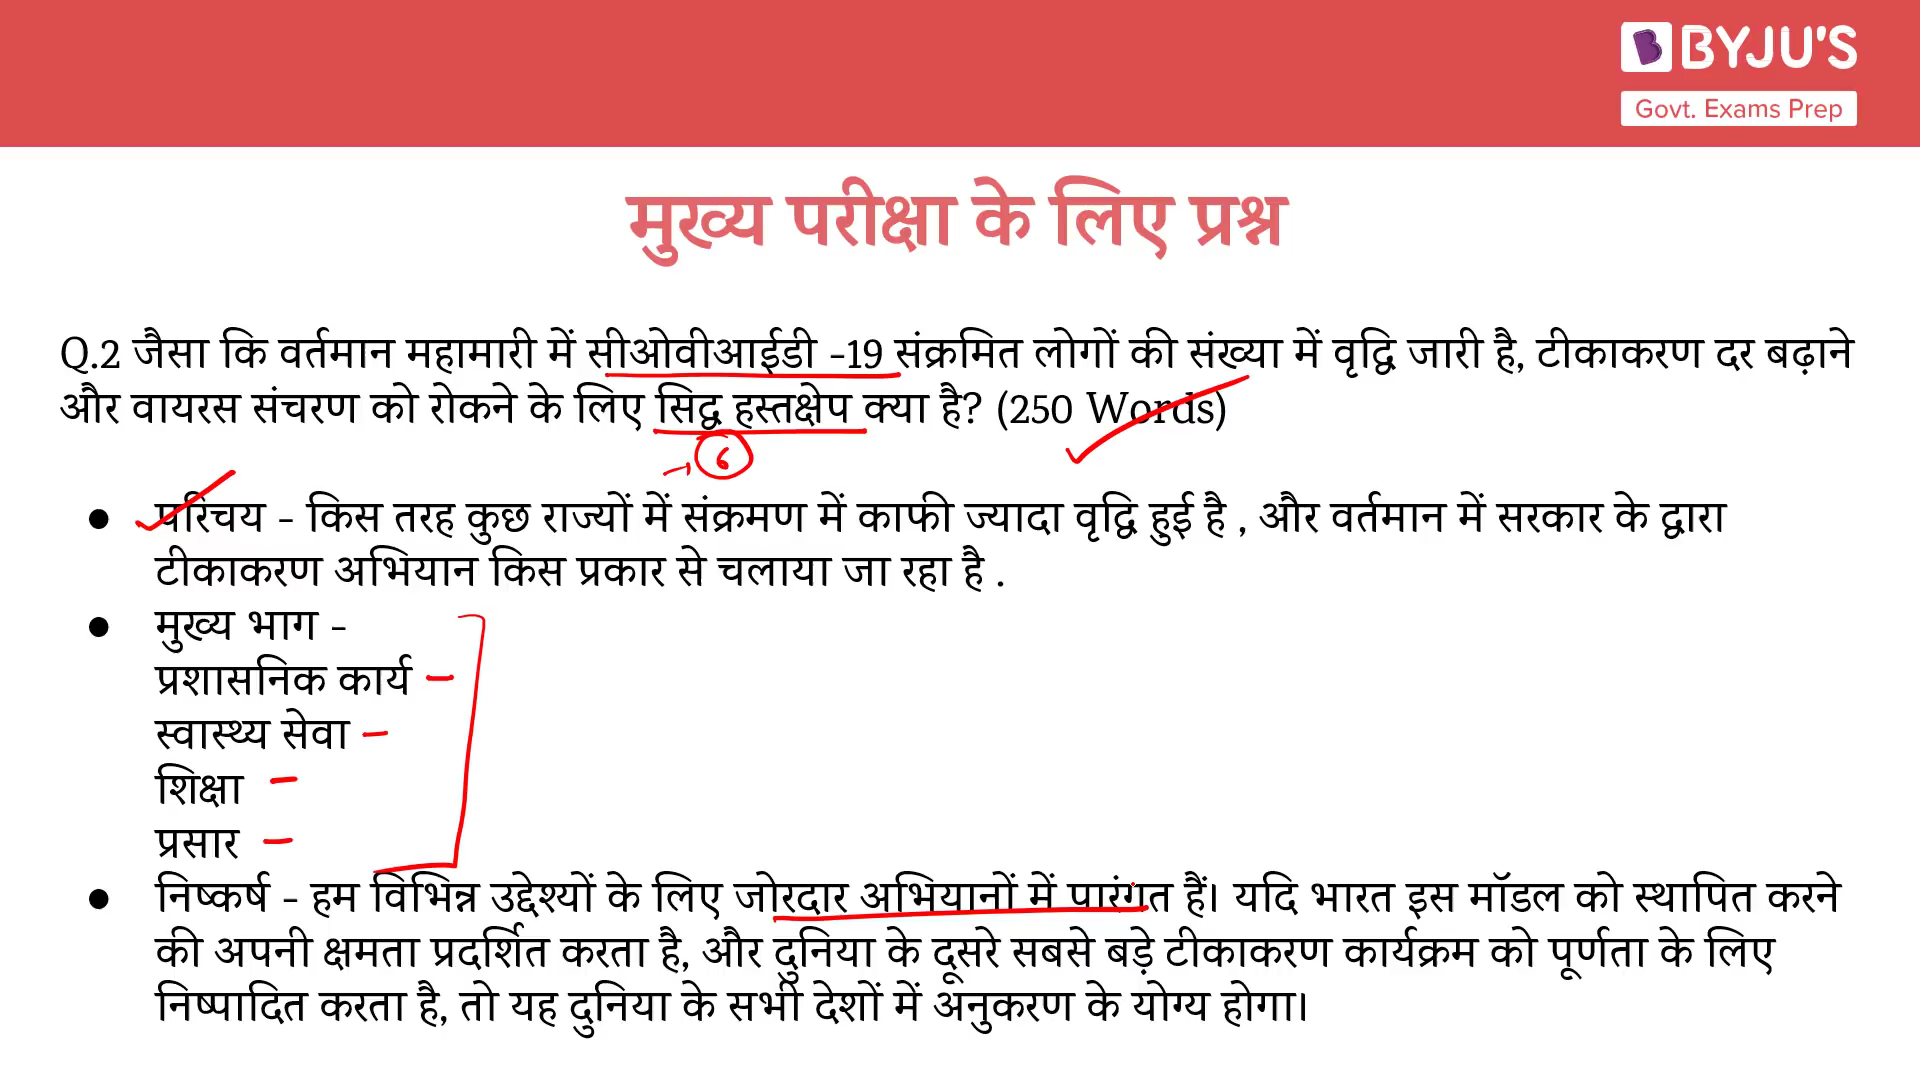 BYJU'S
Govt. Exams Prep
मुख्य परीक्षा के लिए प्रश्न
Q.2 जैसा कि वर्तमान महामारी में सीओवीआईडी -19 संक्रमित लोगों की संख्या में वृद्धि जारी है, टीकाकरण दर बढ़ाने
और वायरस संचरण को रोकने के लिए सिद्ध हस्तक्षेप क्या है? (250 Words)
6
● परिचय - किस तरह कुछ राज्यों में संक्रमण में काफी ज्यादा वृद्धि हुई है , और वर्तमान में सरकार के द्वारा
टीकाकरण अभियान किस प्रकार से चलाया जा रहा है .
● मुख्य भाग -
प्रशासनिक कार्य
स्वास्थ्य सेवा
शिक्षा
प्रसार
● निष्कर्ष - हम विभिन्न उद्देश्यों के लिए जोरदार अभियानों में पारंगत हैं। यदि भारत इस मॉडल को स्थापित करने
की अपनी क्षमता प्रदर्शित करता है, और दुनिया के दूसरे सबसे बड़े टीकाकरण कार्यक्रम को पूर्णता के लिए
निष्पादित करता है, तो यह दुनिया के सभी देशों में अनुकरण के योग्य होगा।